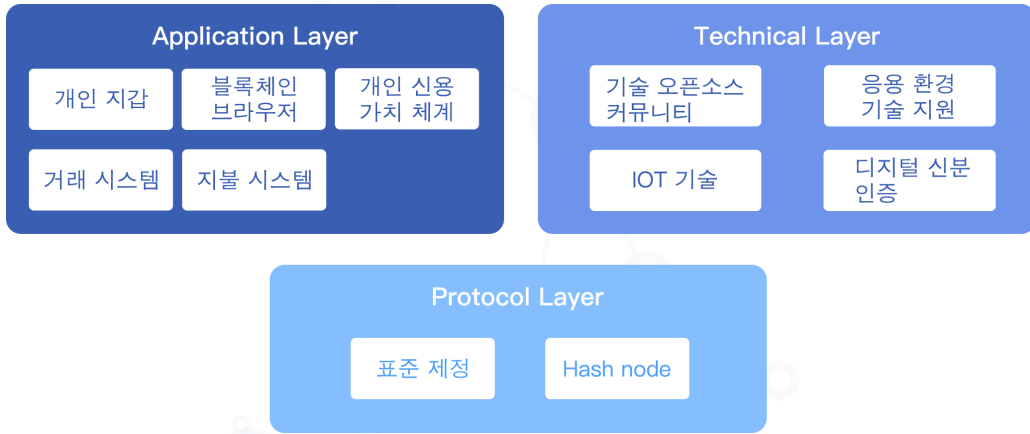 Application Layer
개인 지갑
블록체인
브라우저
개인 신용
가치 체계
거래 시스템
지불 시스템
Technical Layer
기술 오픈소스
커뮤니티
응용 환경
기술 지원
IOT 기술
디지털 신분
인증
Protocol Layer
표준 제정
Hash node